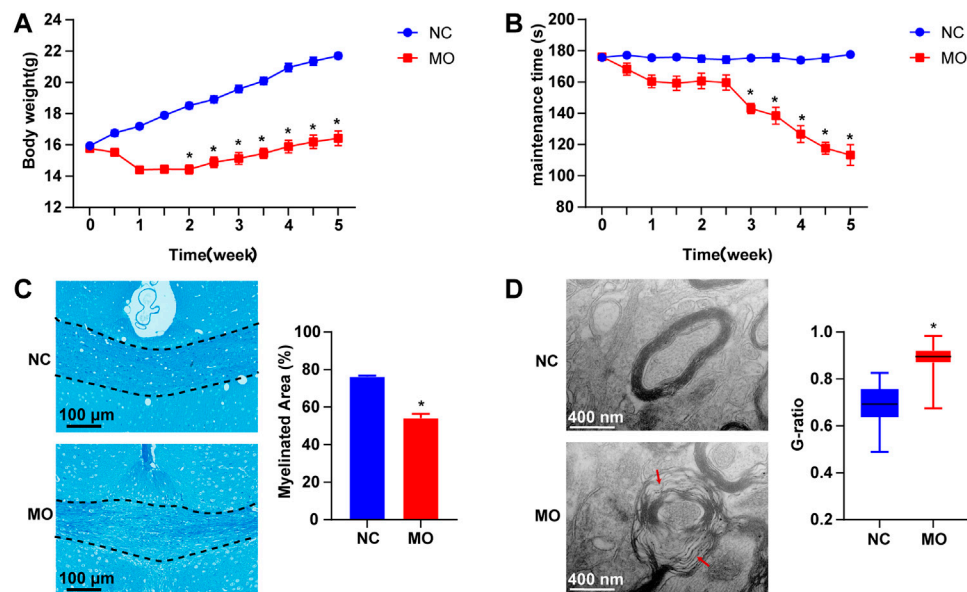 A
Body weight(g)
24
22
20
18
16
14
12
* * * * * * *
0 1 2 3 4 5
Time(week)
NC
MO
B
maintenance time (s)
200
180
160
140
120
100
80
* * * * *
0 1 2 3 4 5
Time(week)
NC
MO
C
NC
100 μm
MO
100 μm
Myelinated Area (%)
100
80
60
40
20
0
*
NC MO
D
NC
400 nm
MO
400 nm
G-ratio
1.0
0.8
0.6
0.4
0.2
*
NC MO